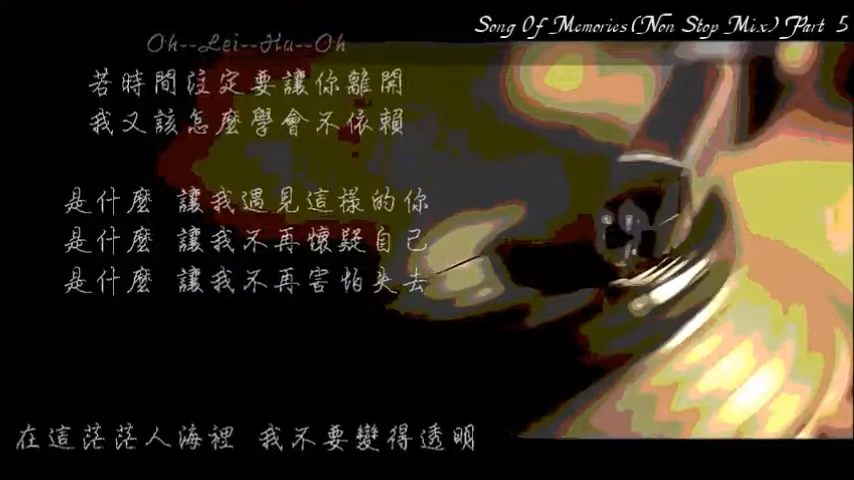 Song Of Memories(Non Stop Mix) Part 5
Oh--Lei--Ha--Oh
若時間注定要讓你離開
我又該怎麼學會不依賴
是什麼 讓我遇見這樣的你
是什麼 讓我不再懷疑自己
是什麼 讓我不再害怕失去
在這茫茫人海裡 我不要變得透明